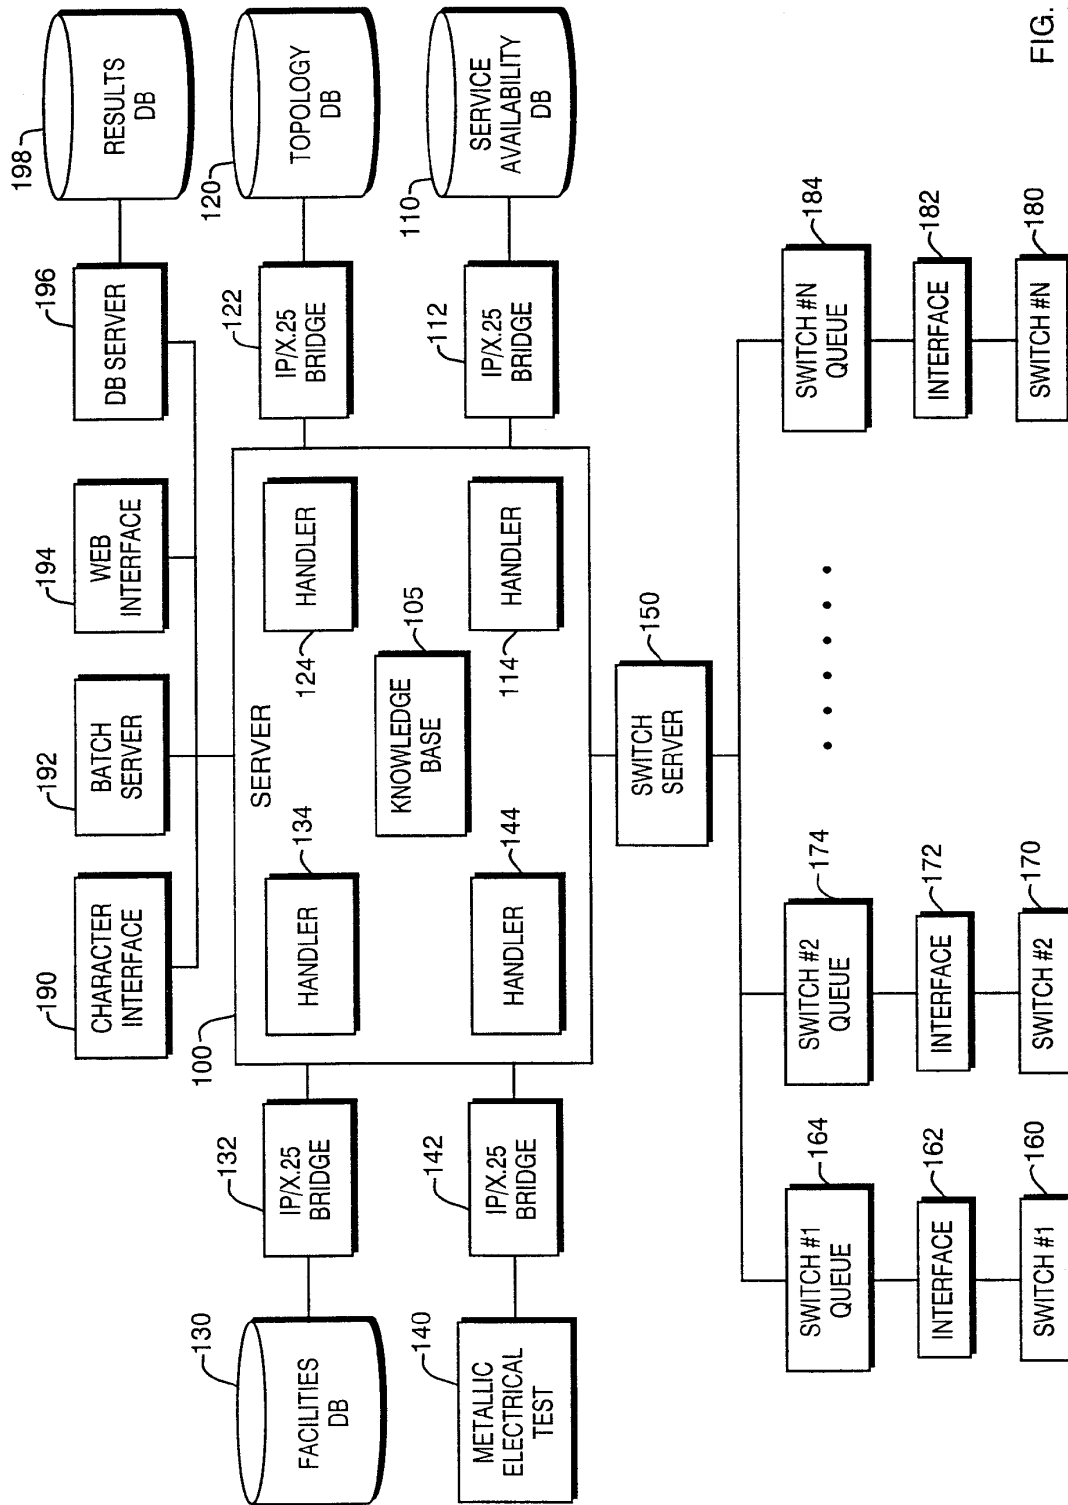 190
CHARACTER
INTERFACE
192
BATCH
SERVER
194
WEB
INTERFACE
196
DB SERVER
198
RESULTS
DB
130
FACILITIES
DB
132
IP/X.25
BRIDGE
100
SERVER
134
HANDLER
124
HANDLER
122
IP/X.25
BRIDGE
120
TOPOLOGY
DB
105
KNOWLEDGE
BASE
140
METALLIC
ELECTRICAL
TEST
142
IP/X.25
BRIDGE
144
HANDLER
114
HANDLER
112
IP/X.25
BRIDGE
110
SERVICE
AVAILABILITY
DB
150
SWITCH
SERVER
164
SWITCH #1
QUEUE
174
SWITCH #2
QUEUE
184
SWITCH #N
QUEUE
162
INTERFACE
172
INTERFACE
182
INTERFACE
160
SWITCH #1
170
SWITCH #2
180
SWITCH #N
FIG.